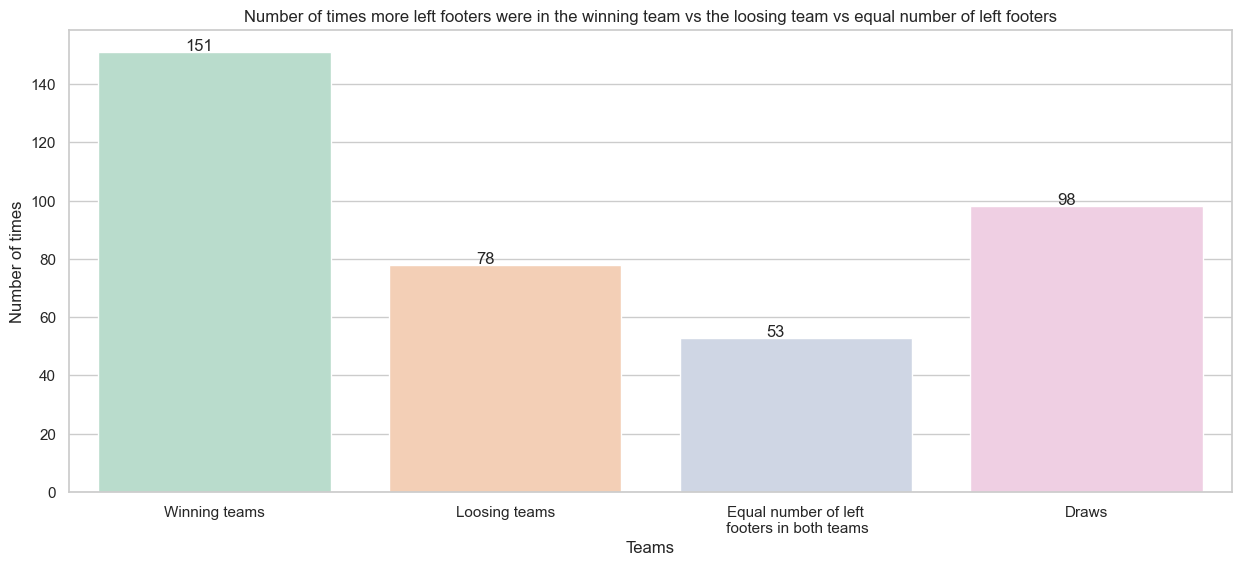 Number of times more left footers were in the winning team vs the loosing team vs equal number of left footers
151
78
53
98
Number of times
140
120
100
80
60
40
20
0
Winning teams
Loosing teams
Equal number of left
footers in both teams
Draws
Teams